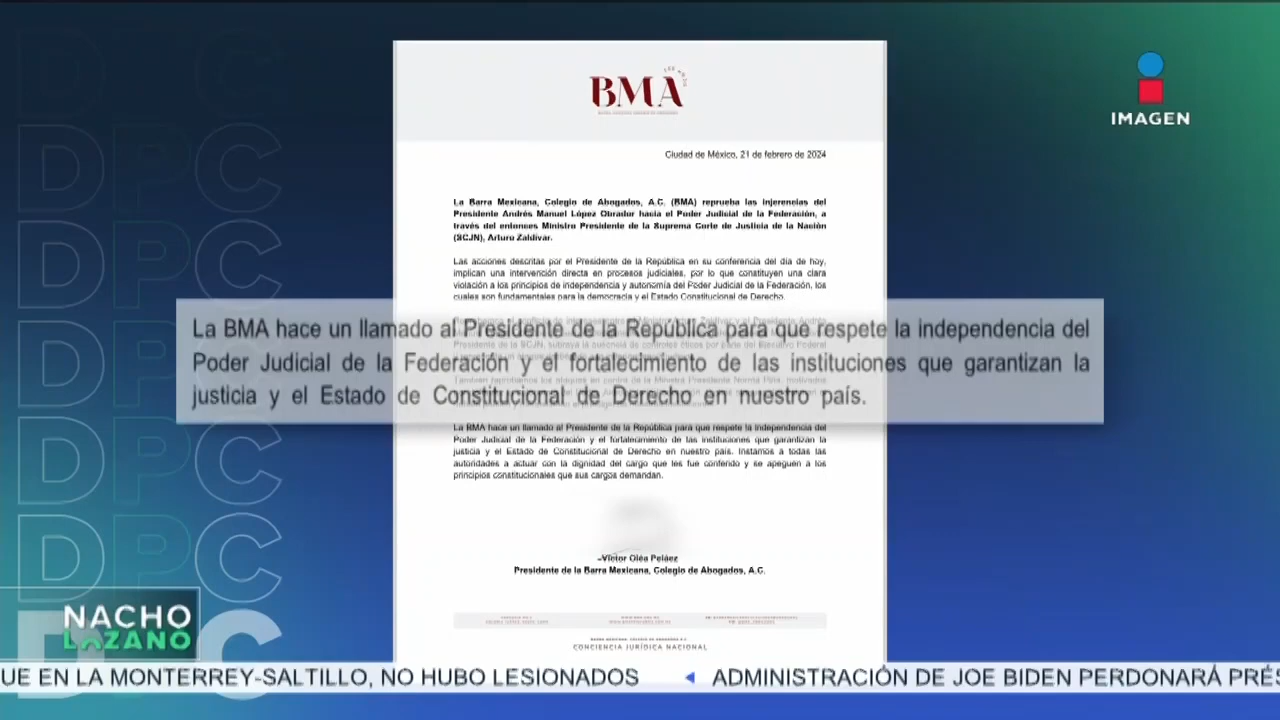 BMA
IMAGEN
Ciudad de México, 21 de febrero de 2024
La Barra Mexicana, Colegio de Abogados, A.C. (BMA) reprueba las injerencias del
Presidente Andrés Manuel López Obrador hacia el Poder Judicial de la Federación, a
través del entonces Ministro Presidente de la Suprema Corte de Justicia de la Nación
(SCJN), Arturo Zaldívar.
Las acciones descritas por el Presidente de la República en su conferencia del día de hoy,
implican una intervención directa en procesos judiciales, por lo que constituyen una clara
violación a los principios de independencia y autonomía del Poder Judicial de la Federación, los
cuales son fundamentales para la democracia y el Estado Constitucional de Derecho.
La BMA hace un llamado al Presidente de la República para que respete la independencia del
Poder Judicial de la Federación y el fortalecimiento de las instituciones que garantizan la
justicia y el Estado de Constitucional de Derecho en nuestro país.
La BMA hace un llamado al Presidente de la República para que respete la independencia del
Poder Judicial de la Federación y el fortalecimiento de las instituciones que garantizan la
justicia y el Estado de Constitucional de Derecho en nuestro país. Instamos a todas las
autoridades a actuar con la dignidad del cargo que les fue conferido y se apeguen a los
principios constitucionales que sus cargos demandan.
Víctor Oléa Peláez
Presidente de la Barra Mexicana, Colegio de Abogados, A.C.
CONCIENCIA JURÍDICA NACIONAL
DPC
DPC
DPC
DPC
DPC
NACHO
LAZANO
UE EN LA MONTERREY-SALTILLO, NO HUBO LESIONADOS ADMINISTRACIÓN DE JOE BIDEN PERDONARÁ PRÉS